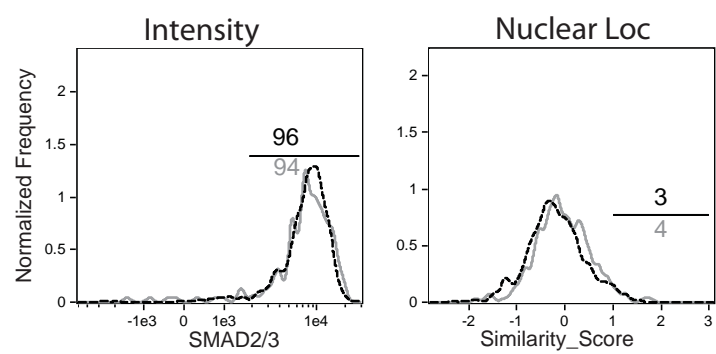 Intensity
Nuclear Loc
Normalized Frequency
2
1.5
1
0.5
0
96
94
-1e3 0 1e3 1e4
SMAD2/3
2
1.5
1
0.5
0
3
4
-2 -1 0 1 2 3
Similarity_Score